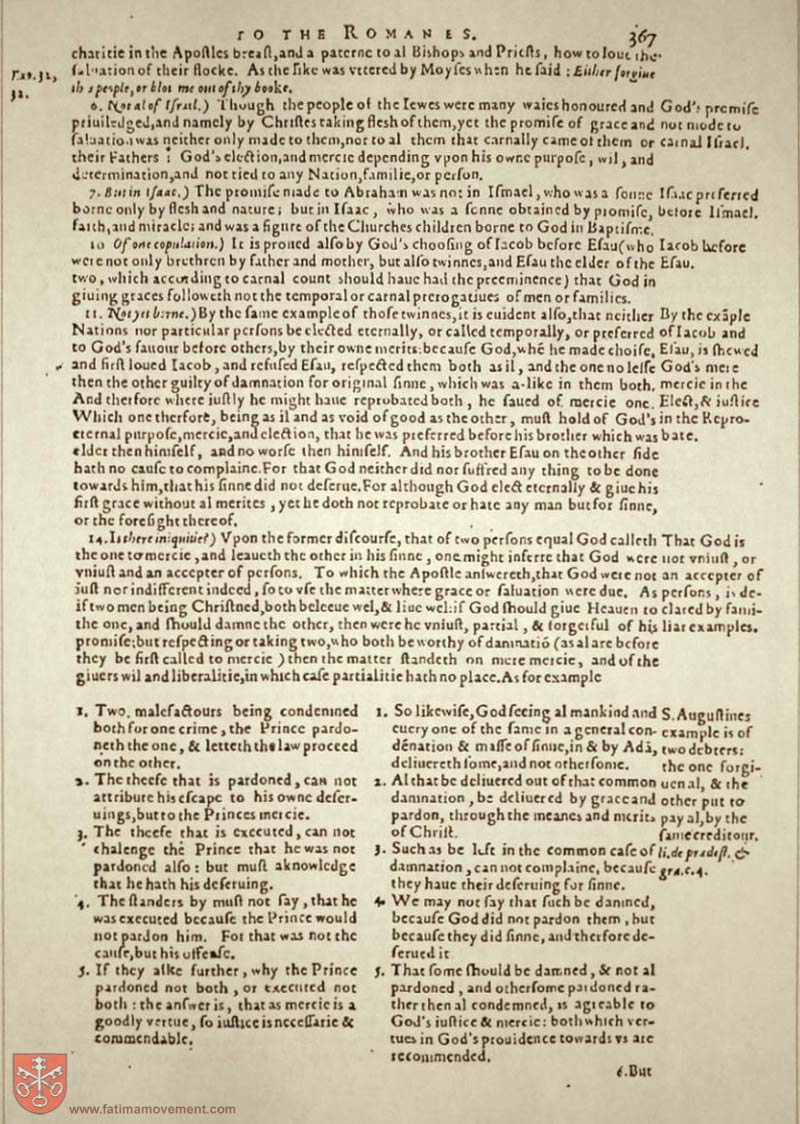 TO THE ROMANES.
367
charitie in the Apoſtles breaſt,and a paterne to al Biſhops and Prieſts, how to loue the
ſaluation of their flocke. As the like was vttered by Moyſes when he ſaid : Either forgiue
this people, or blot me out of thy booke.
32.
6. Not al of Iſrael.) Though the people of the Iewes were many waies honoured and
priuiledged,and namely by Chriſtes taking fleſh of them,yet the promiſe of grace and
ſaluation was neither only made to them,nor to al them that carnally came of them or
their Fathers : God's election,and mercie depending vpon his owne purpoſe, wil, and
determination,and not tied to any Nation,familie,or perſon.
God's promiſe
not made to
carnal Iſrael.
7. But in Iſaac.) The promiſe made to Abraham was not in Iſmael, who was a ſonne
borne only by fleſh and nature; but in Iſaac, who was a ſonne obtained by promiſe,
faith,and miracle; and was a figure of the Churches children borne to God in Baptiſme.
Iſaac preferred
before Iſmael.
10 Of one copulation.) It is proued alſo by God's chooſing of Iacob before Eſau(who
were not only brethren by father and mother, but alſo twinnes,and Eſau the elder of the
two, which according to carnal count should haue had the preeminence) that God in
giuing graces followeth not the temporal or carnal prerogatiues of men or families.
Iacob before
Eſau.
11. Not yet borne.) By the ſame example of thoſe twinnes,it is euident alſo,that neither
Nations nor particular perſons be elected eternally, or called temporally, or preferred
to God's fauour before others,by their owne merits:becauſe God,whẽ he made choiſe,
and firſt loued Iacob, and refuſed Eſau, reſpected them both as il, and the one no leſſe
then the other guilty of damnation for original ſinne, which was a-like in them both.
And therfore where iuſtly he might haue reprobated both, he ſaued of mercie one.
Which one therfore, being as il and as void of good as the other, muſt hold of God's
eternal purpoſe,mercie,and election, that he was preferred before his brother which was
elder then himſelf, and no worſe then himſelf. And his brother Eſau on the other ſide
hath no cauſe to complaine.For that God neither did nor ſuffred any thing to be done
towards him,that his ſinne did not deſerue.For although God elect eternally & giue his
firſt grace without al merites, yet he doth not reprobate or hate any man but for ſinne,
or the foreſight thereof.
By the exãple
of Iacob and
Eſau, is ſhewed
God's mere
mercie in the
Elect,& iuſtice
in the Repro-
bate.
14. Is there iniquitie?) Vpon the former diſcourſe, that of two perſons equal God calleth
the one to mercie, and leaueth the other in his ſinne, one might inferre that God were
vniuſt and an accepter of perſons. To which the Apoſtle anſwereth,that God were not
iuſt nor indifferent indeed, ſo to vſe the matter where grace or ſaluation were due. As
if two men being Chriſtned,both beleeue wel,& liue wel:if God ſhould giue Heauen to
the one, and ſhould damne the other, then were he vniuſt, partial, & forgetful of his
promiſe:but reſpecting or taking two,who both be worthy of damnatiõ (as al are before
they be firſt called to mercie ) then the matter ſtandeth on mere mercie, and of the
giuers wil and liberalitie,in which caſe partialitie hath no place.As for example
That God is
not vniuſt, or
an accepter of
perſons, is de-
clared by fami-
liar examples.
1. Two malefactours being condemned
both for one crime, the Prince pardo-
neth the one, & letteth the law proceed
on the other.
2. The theefe that is pardoned, can not
attribute his eſcape to his owne deſer-
uings,but to the Princes mercie.
3. The theefe that is executed, can not
chalenge the Prince that he was not
pardoned alſo: but muſt aknowledge
that he hath his deſeruing.
4. The ſtanders by muſt not ſay, that he
was executed becauſe the Prince would
not pardon him. For that was not the
cauſe,but his offenſe.
5. If they aſke further, why the Prince
pardoned not both, or executed not
both : the anſwer is, that as mercie is a
goodly vertue, ſo iuſtice is neceſſarie &
commendable.
1. So likewiſe,God ſeeing al mankind and
euery one of the ſame in a general con-
dẽnation & maſſe of ſinne,in & by Adã,
deliuereth ſome,and not other ſome.
2. Al that be deliuered out of that common
damnation, be deliuered by grace and
pardon, through the meanes and merits
of Chriſt.
3. Such as be left in the common caſe of
damnation, can not complaine, becauſe
they haue their deſeruing for ſinne.
4. We may not ſay that ſuch be damned,
becauſe God did not pardon them, but
becauſe they did ſinne, and therfore de-
ſerued it
5. That ſome ſhould be damned, & not al
pardoned, and otherſome pardoned ra-
ther then al condemned, is agreable to
God's iuſtice & mercie: both which ver-
tues in God's prouidence towards vs are
recommended.
S. Auguſtines
example is of
two debters:
the one forgi-
uen al, & the
other put to
pay al,by the
ſame creditour.
li. de prædeſt. &
gra. c. 4.
6. But
www.fatimamovement.com